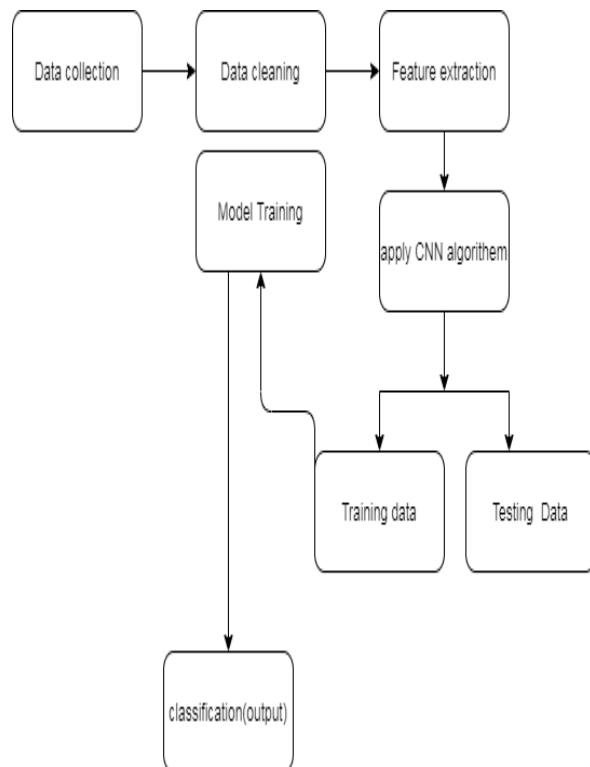 Data collection
Data cleaning
Feature extraction
Model Training
apply CNN algorithem
Training data
Testing Data
classification(output)